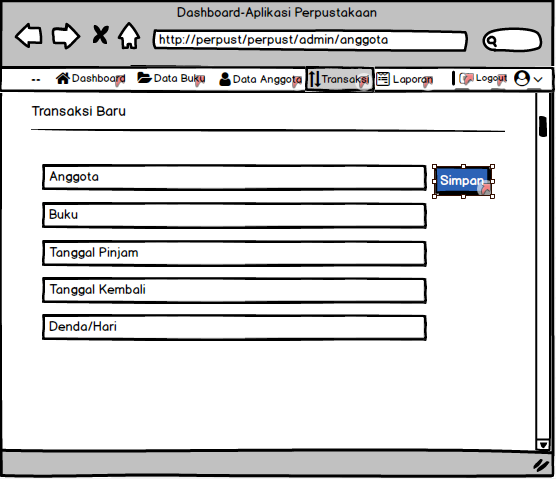 Dashboard-Aplikasi Perpustakaan
http://perpust/perpust/admin/anggota
-- Dashboard Data Buku Data Anggota Transaksi Laporan Logout
Transaksi Baru
Anggota Simpan
Buku
Tanggal Pinjam
Tanggal Kembali
Denda/Hari